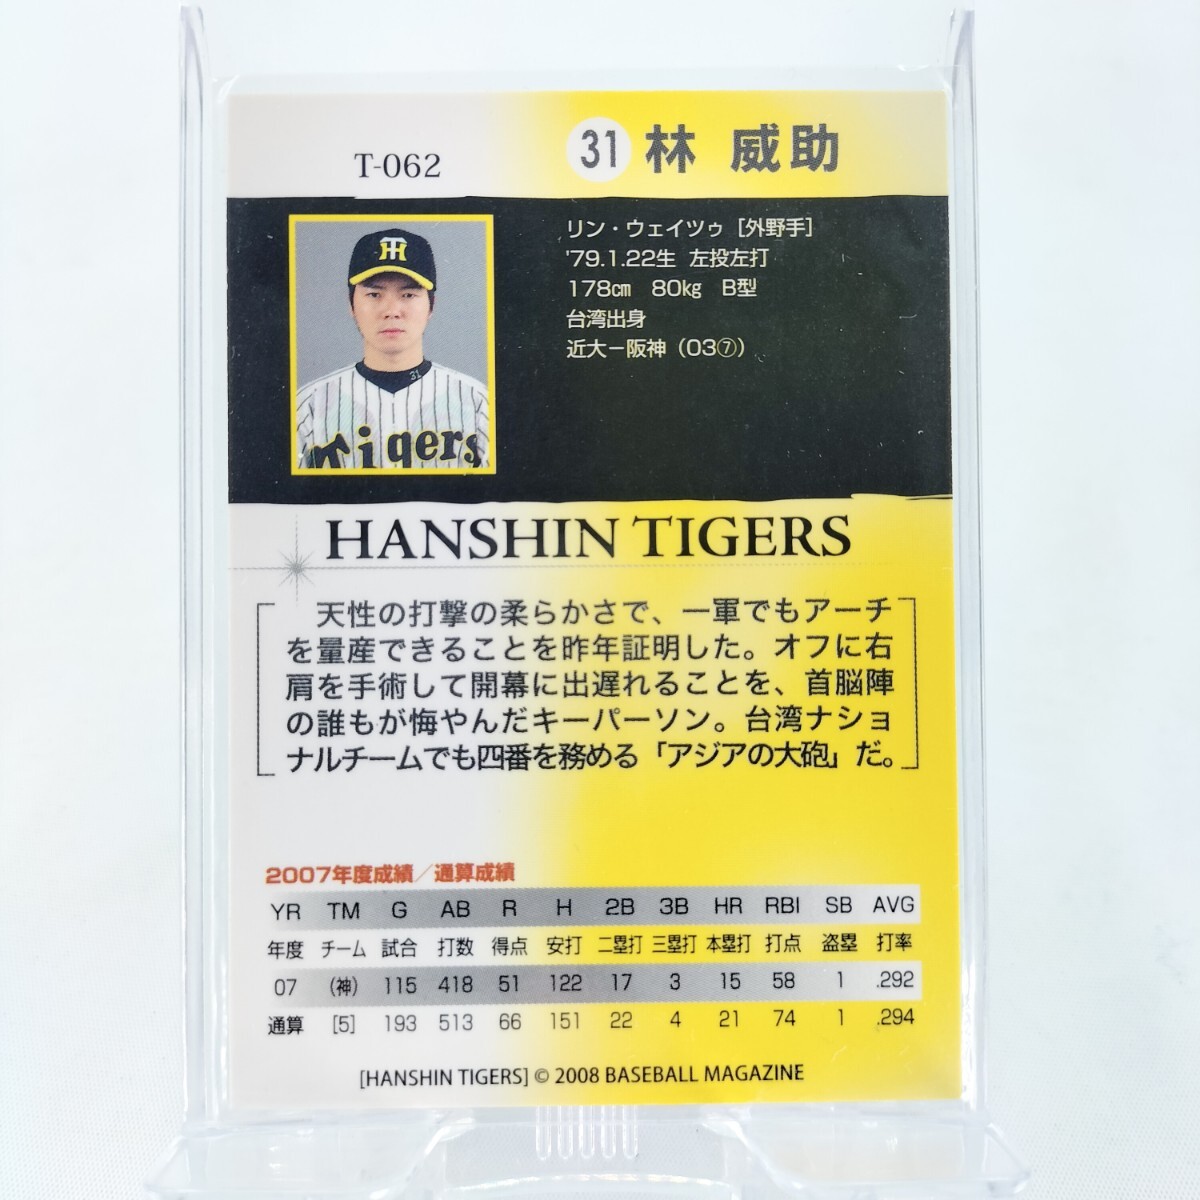 T-062
31 林 威助
リン・ウェイツゥ [外野手]
'79.1.22生 左投左打
178㎝ 80㎏ B型
台湾出身
近大－阪神(03⑦)
TH
31
Tigers
HANSHIN TIGERS
天性の打撃の柔らかさで、一軍でもアーチ
を量産できることを昨年証明した。オフに右
肩を手術して開幕に出遅れることを、首脳陣
の誰もが悔やんだキーパーソン。台湾ナショ
ナルチームでも四番を務める「アジアの大砲」だ。
2007年度成績／通算成績
YR TM G AB R H 2B 3B HR RBI SB AVG
年度 チーム 試合 打数 得点 安打 二塁打 三塁打 本塁打 打点 盗塁 打率
07 (神) 115 418 51 122 17 3 15 58 1 .292
通算 [5] 193 513 66 151 22 4 21 74 1 .294
[HANSHIN TIGERS] © 2008 BASEBALL MAGAZINE